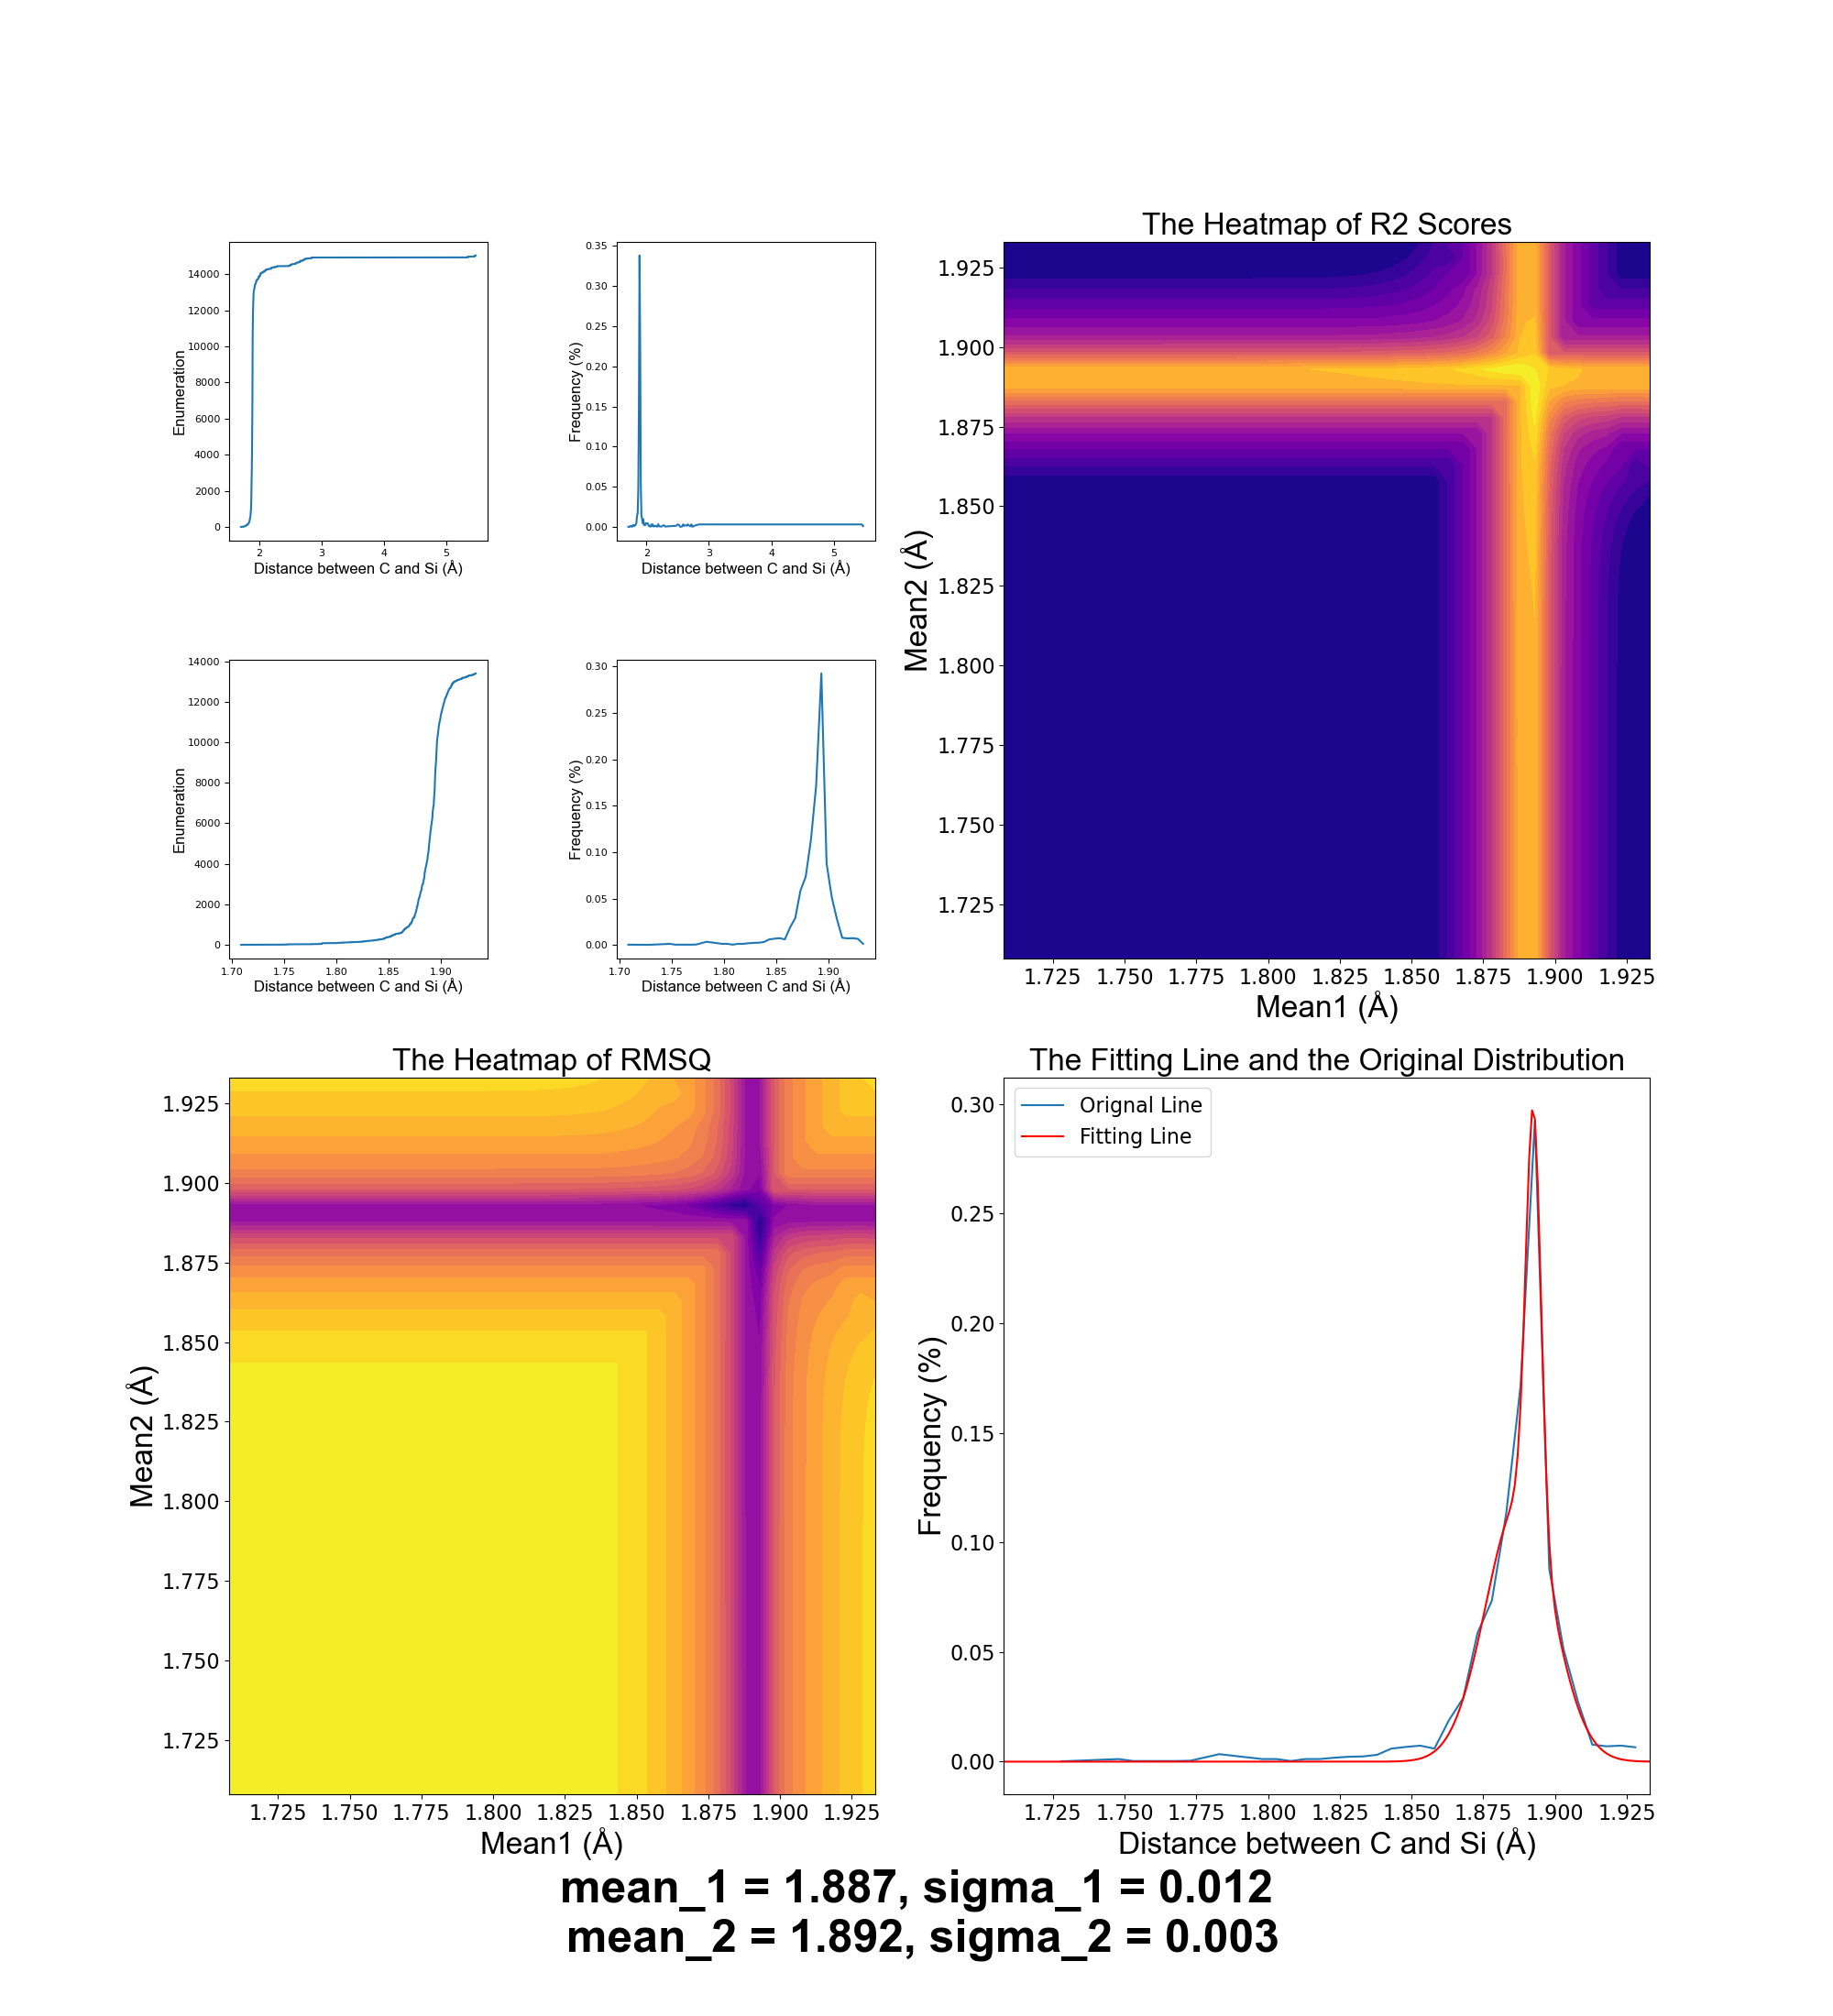 0
2000
4000
6000
8000
10000
12000
14000
Enumeration
2 3 4 5
Distance between C and Si (Å)
0.00
0.05
0.10
0.15
0.20
0.25
0.30
0.35
Frequency (%)
2 3 4 5
Distance between C and Si (Å)
The Heatmap of R2 Scores
1.925
1.900
1.875
1.850
1.825
1.800
1.775
1.750
1.725
Mean2 (Å)
1.725 1.750 1.775 1.800 1.825 1.850 1.875 1.900 1.925
Mean1 (Å)
14000
12000
10000
8000
6000
4000
2000
0
Enumeration
1.70 1.75 1.80 1.85 1.90
Distance between C and Si (Å)
0.30
0.25
0.20
0.15
0.10
0.05
0.00
Frequency (%)
1.70 1.75 1.80 1.85 1.90
Distance between C and Si (Å)
The Heatmap of RMSQ
1.925
1.900
1.875
1.850
1.825
1.800
1.775
1.750
1.725
Mean2 (Å)
1.725 1.750 1.775 1.800 1.825 1.850 1.875 1.900 1.925
Mean1 (Å)
The Fitting Line and the Original Distribution
Orignal Line
Fitting Line
0.30
0.25
0.20
0.15
0.10
0.05
0.00
Frequency (%)
1.725 1.750 1.775 1.800 1.825 1.850 1.875 1.900 1.925
Distance between C and Si (Å)
mean_1 = 1.887, sigma_1 = 0.012
mean_2 = 1.892, sigma_2 = 0.003